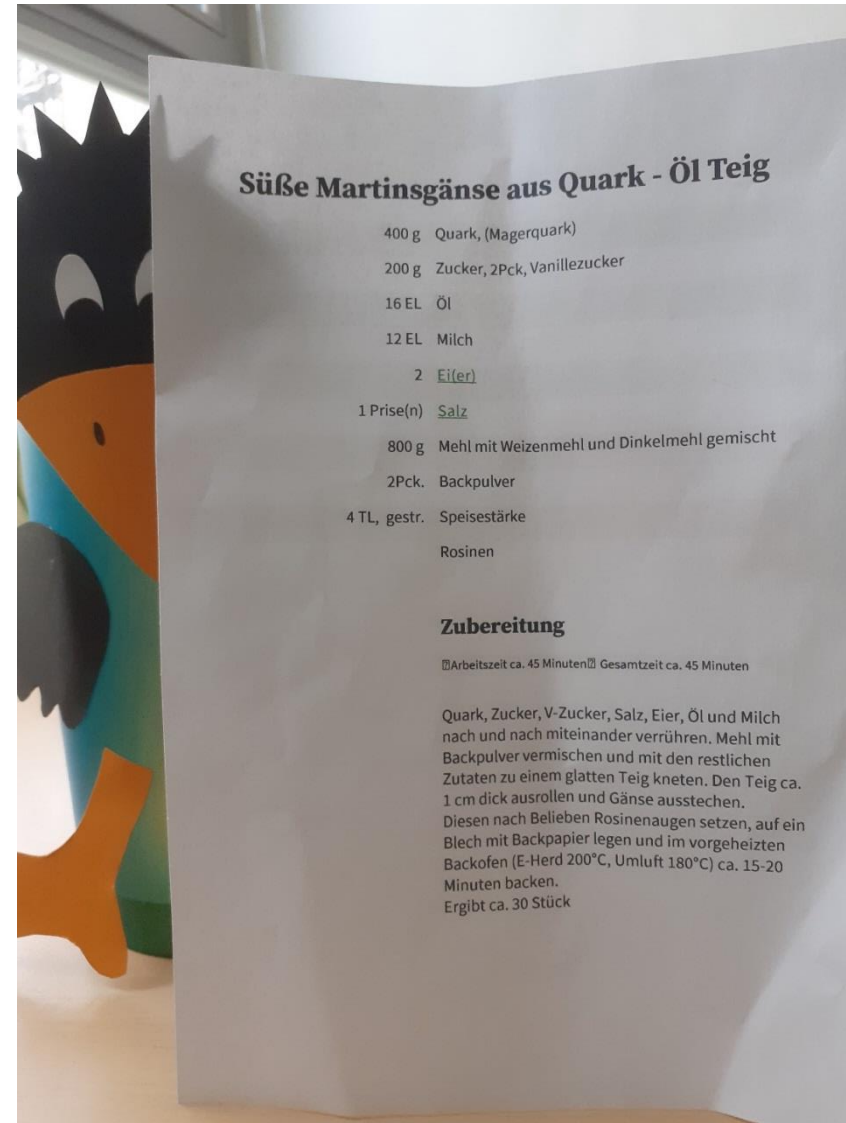 Süße Martinsgänse aus Quark - Öl Teig
400 g Quark, (Magerquark)
200 g Zucker, 2Pck, Vanillezucker
16 EL Öl
12 EL Milch
2 Ei(er)
1 Prise(n) Salz
800 g Mehl mit Weizenmehl und Dinkelmehl gemischt
2Pck. Backpulver
4 TL, gestr. Speisestärke
Rosinen
Zubereitung
Arbeitszeit ca. 45 Minuten Gesamtzeit ca. 45 Minuten
Quark, Zucker, V-Zucker, Salz, Eier, Öl und Milch
nach und nach miteinander verrühren. Mehl mit
Backpulver vermischen und mit den restlichen
Zutaten zu einem glatten Teig kneten. Den Teig ca.
1 cm dick ausrollen und Gänse ausstechen.
Diesen nach Belieben Rosinenaugen setzen, auf ein
Blech mit Backpapier legen und im vorgeheizten
Backofen (E-Herd 200°C, Umluft 180°C) ca. 15-20
Minuten backen.
Ergibt ca. 30 Stück